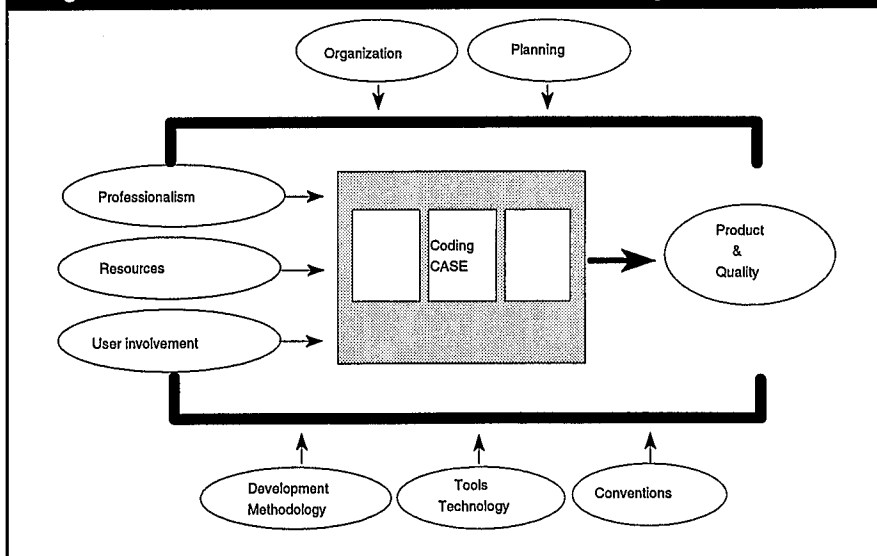 Organization
Planning
Professionalism
Resources
User involvement
Coding
CASE
Product
&
Quality
Development
Methodology
Tools
Technology
Conventions